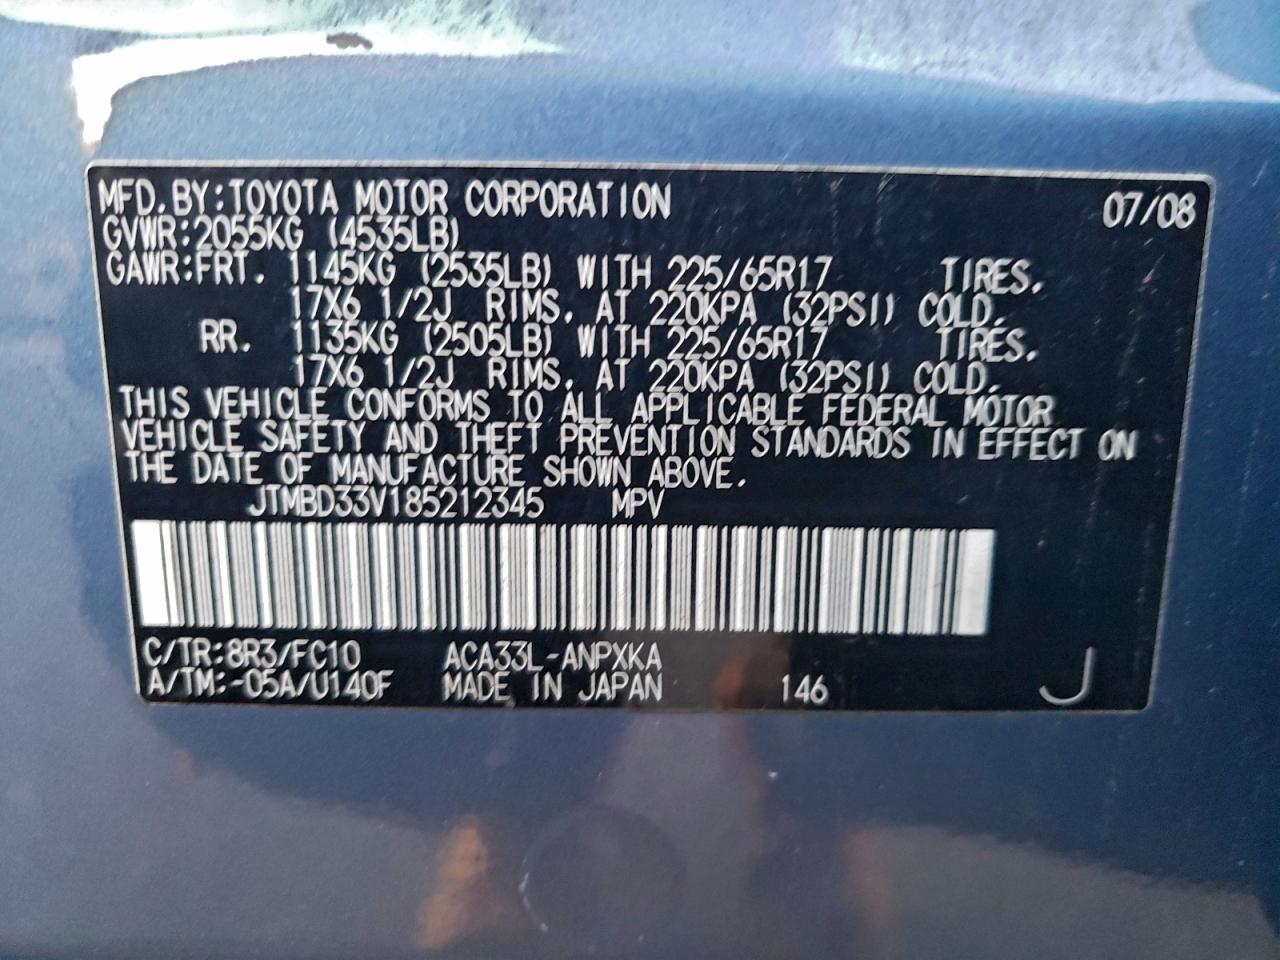 MFD.BY:TOYOTA MOTOR CORPORATION 07/08
GVWR:2055KG (4535LB)
GAWR:FRT. 1145KG (2535LB) WITH 225/65R17 TIRES,
17X6 1/2J RIMS, AT 220KPA (32PSI) COLD.
RR. 1135KG (2505LB) WITH 225/65R17 TIRES,
17X6 1/2J RIMS, AT 220KPA (32PSI) COLD.
THIS VEHICLE CONFORMS TO ALL APPLICABLE FEDERAL MOTOR
VEHICLE SAFETY AND THEFT PREVENTION STANDARDS IN EFFECT ON
THE DATE OF MANUFACTURE SHOWN ABOVE.
JTMBD33V185212345 MPV
C/TR:8R3/FC10 ACA33L-ANPXKA
A/TM:-05A/U140F MADE IN JAPAN 146 J